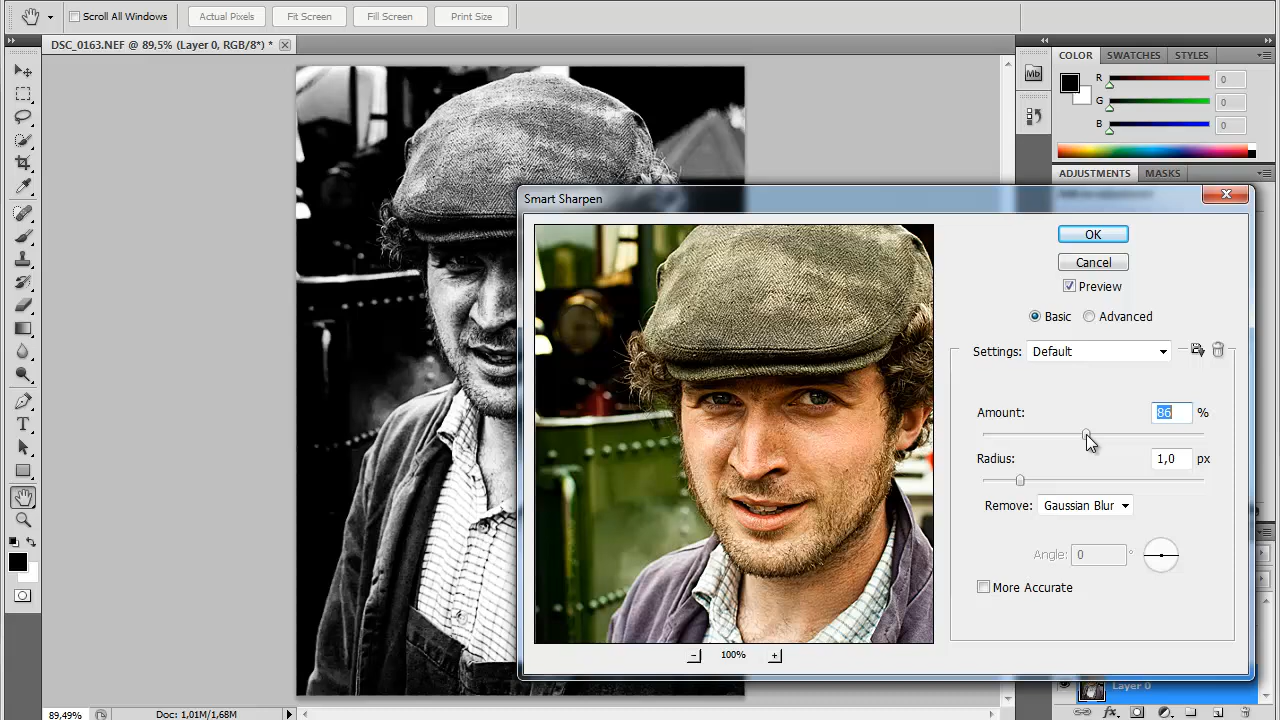 Scroll All Windows
Actual Pixels
Fit Screen
Fill Screen
Print Size
DSC_0163.NEF @ 89,5% (Layer 0, RGB/8*) *
COLOR
SWATCHES
STYLES
Mb
R
0
G
0
B
0
ADJUSTMENTS
MASKS
Smart Sharpen
OK
Cancel
Preview
Basic
Advanced
Settings:
Default
Amount:
86
%
Radius:
1,0
px
Remove:
Gaussian Blur
Angle:
0
°
More Accurate
100%
Layer 0
89,49%
Doc: 1,01M/1,68M
fx